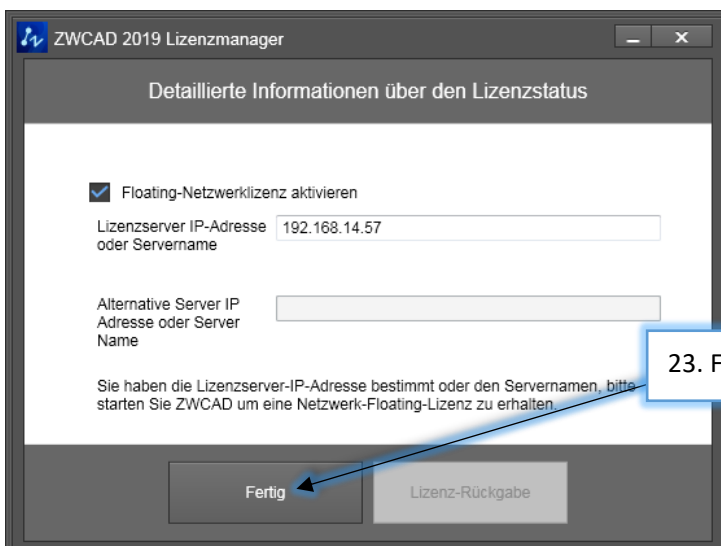 ZWCAD 2019 Lizenzmanager
Detaillierte Informationen über den Lizenzstatus
Floating-Netzwerklizenz aktivieren
Lizenzserver IP-Adresse
oder Servername
192.168.14.57
Alternative Server IP
Adresse oder Server
Name
23. F
Sie haben die Lizenzserver-IP-Adresse bestimmt oder den Servernamen, bitte
starten Sie ZWCAD um eine Netzwerk-Floating-Lizenz zu erhalten.
Fertig
Lizenz-Rückgabe